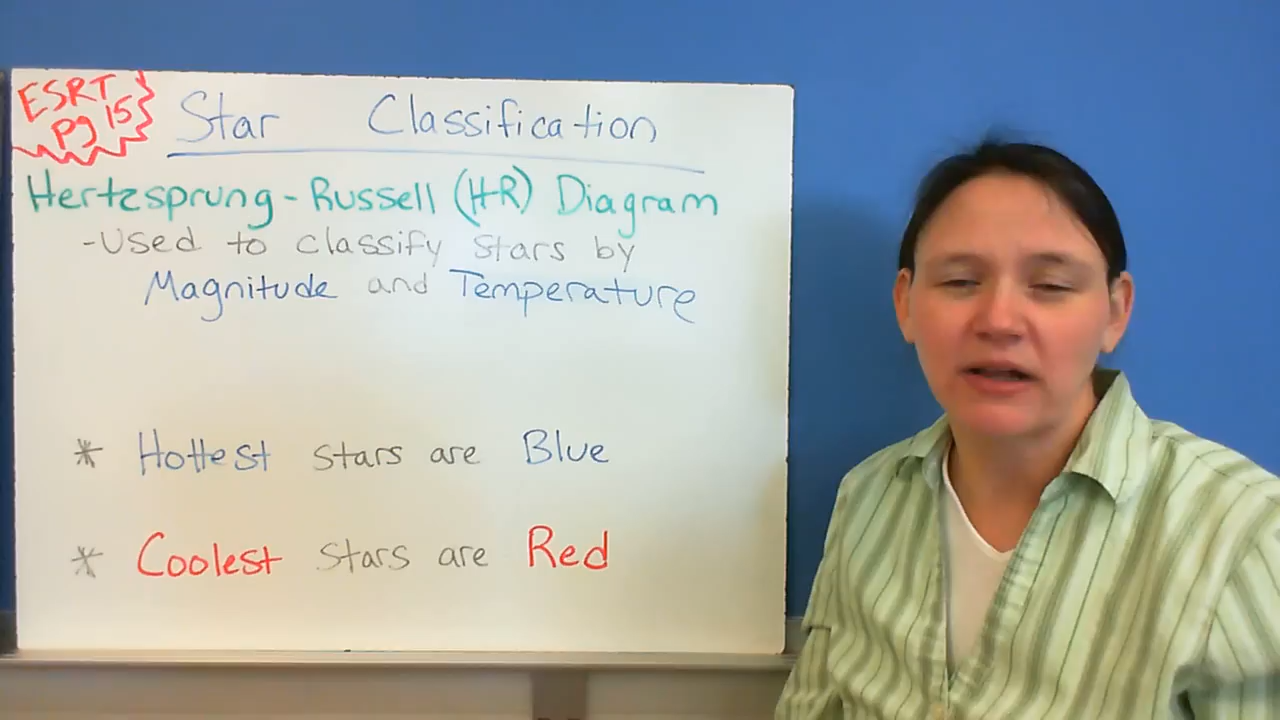 ESRT
pg 15
Star Classification
Hertzsprung-Russell (HR) Diagram
-Used to classify stars by
Magnitude and Temperature
* Hottest stars are Blue
* Coolest stars are Red